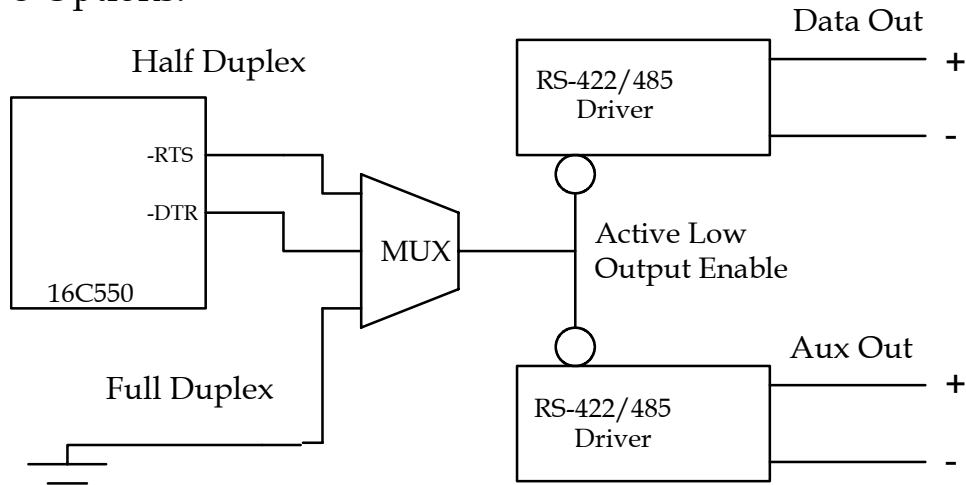 Options:
Half Duplex
-RTS
-DTR
16C550
MUX
Full Duplex
Data Out
RS-422/485
Driver
+
-
Active Low
Output Enable
Aux Out
RS-422/485
Driver
+
-